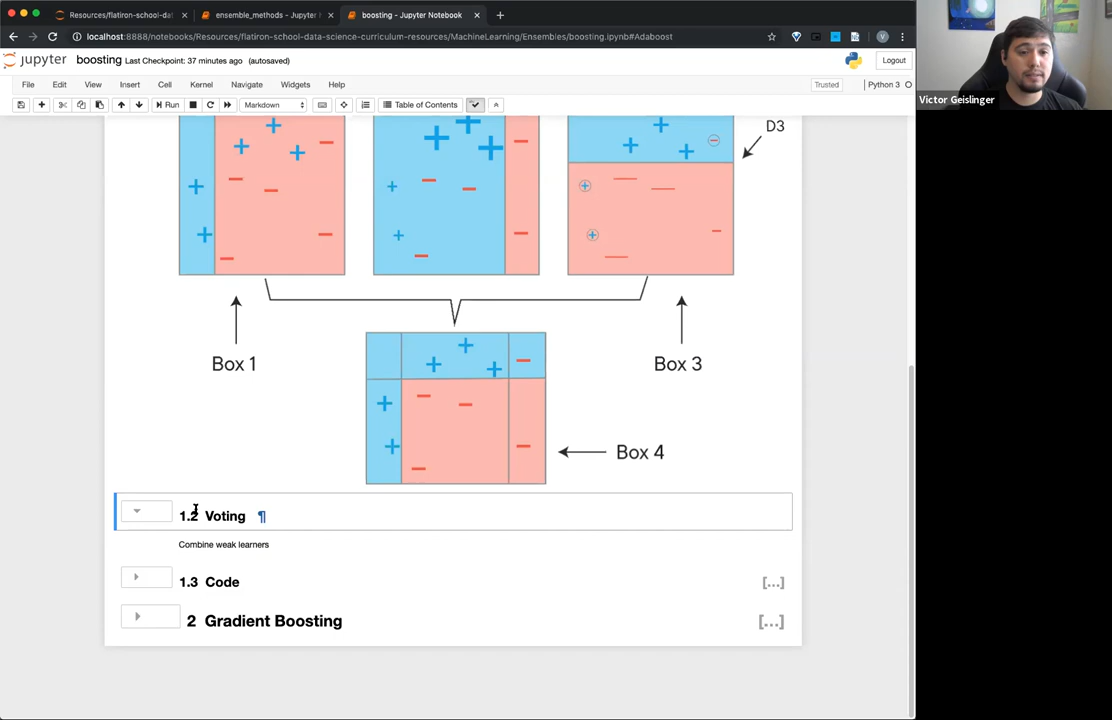 Resources/flatiron-school-dat
ensemble_methods - Jupyter N
boosting - Jupyter Notebook
localhost:8888/notebooks/Resources/flatiron-school-data-science-curriculum-resources/MachineLearning/Ensembles/boosting.ipynb#Adaboost
V
jupyter boosting Last Checkpoint: 37 minutes ago (autosaved)
Logout
File Edit View Insert Cell Kernel Navigate Widgets Help
Trusted Python 3
Run Markdown Table of Contents
Victor Geislinger
D3
Box 1
Box 3
Box 4
1.2 Voting ¶
Combine weak learners
1.3 Code
[...]
2 Gradient Boosting
[...]